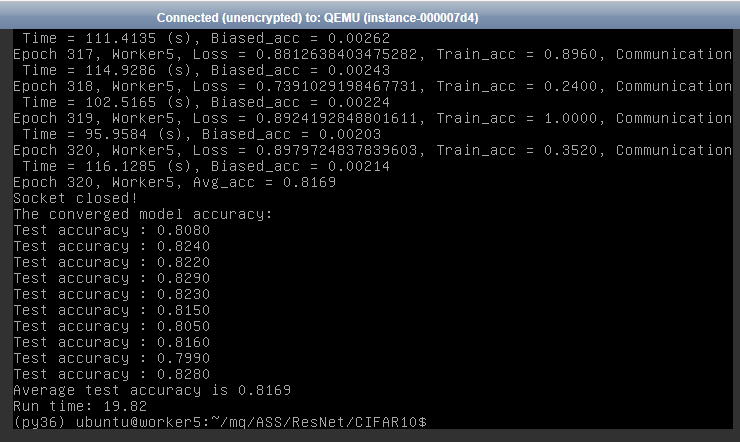 Connected (unencrypted) to: QEMU (instance-000007d4)
Time = 111.4135 (s), Biased_acc = 0.00262
Epoch 317, Worker5, Loss = 0.8812638403475282, Train_acc = 0.8960, Communication
Time = 114.9286 (s), Biased_acc = 0.00243
Epoch 318, Worker5, Loss = 0.7391029198467731, Train_acc = 0.2400, Communication
Time = 102.5165 (s), Biased_acc = 0.00224
Epoch 319, Worker5, Loss = 0.8924192848801611, Train_acc = 1.0000, Communication
Time = 95.9584 (s), Biased_acc = 0.00203
Epoch 320, Worker5, Loss = 0.8979724837839603, Train_acc = 0.3520, Communication
Time = 116.1285 (s), Biased_acc = 0.00214
Epoch 320, Worker5, Avg_acc = 0.8169
Socket closed!
The converged model accuracy:
Test accuracy : 0.8080
Test accuracy : 0.8240
Test accuracy : 0.8220
Test accuracy : 0.8290
Test accuracy : 0.8230
Test accuracy : 0.8150
Test accuracy : 0.8050
Test accuracy : 0.8160
Test accuracy : 0.7990
Test accuracy : 0.8280
Average test accuracy is 0.8169
Run time: 19.82
(py36) ubuntu@worker5:~/mq/ASS/ResNet/CIFAR10$